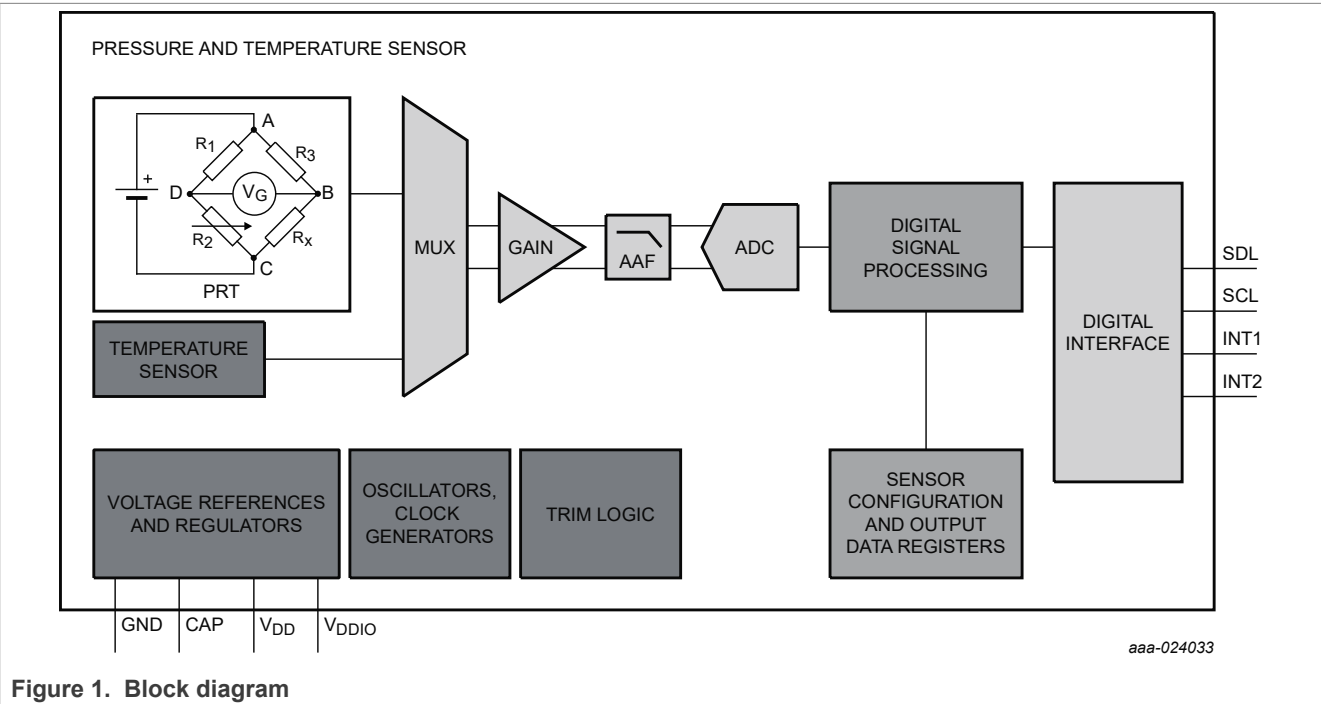 PRESSURE AND TEMPERATURE SENSOR
A
R1
R3
+
D
VG
B
R2
Rx
C
PRT
TEMPERATURE
SENSOR
MUX
GAIN
AAF
ADC
DIGITAL
SIGNAL
PROCESSING
DIGITAL
INTERFACE
SDL
SCL
INT1
INT2
VOLTAGE REFERENCES
AND REGULATORS
OSCILLATORS,
CLOCK
GENERATORS
TRIM LOGIC
SENSOR
CONFIGURATION
AND OUTPUT
DATA REGISTERS
GND
CAP
VDD
VDDIO
aaa-024033
Figure 1. Block diagram